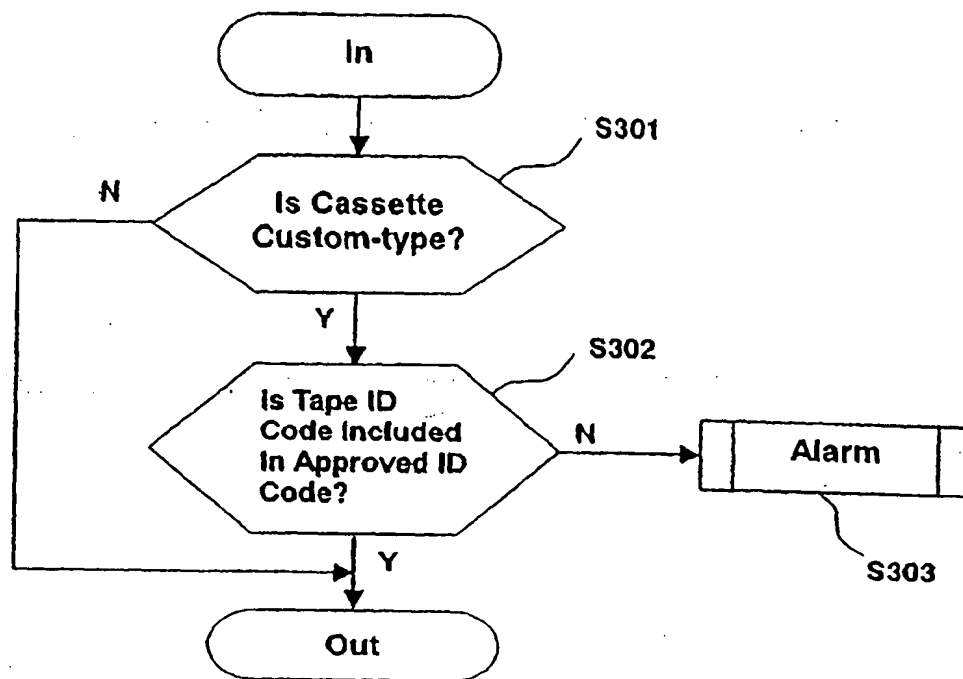 In
S301
N
Is Cassette
Custom-type?
Y
S302
Is Tape ID
Code Included
In Approved ID
Code?
N
Alarm
Y
S303
Out